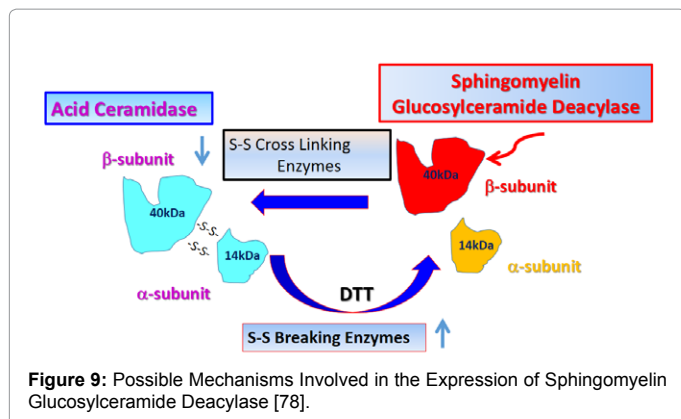 Sphingomyelin
Glucosylceramide Deacylase
Acid Ceramidase
S-S Cross Linking
Enzymes
β-subunit
40kDa
-S-S-
-S-S-
14kDa
α-subunit
40kDa
β-subunit
14kDa
α-subunit
DTT
S-S Breaking Enzymes
Figure 9: Possible Mechanisms Involved in the Expression of Sphingomyelin
Glucosylceramide Deacylase [78].